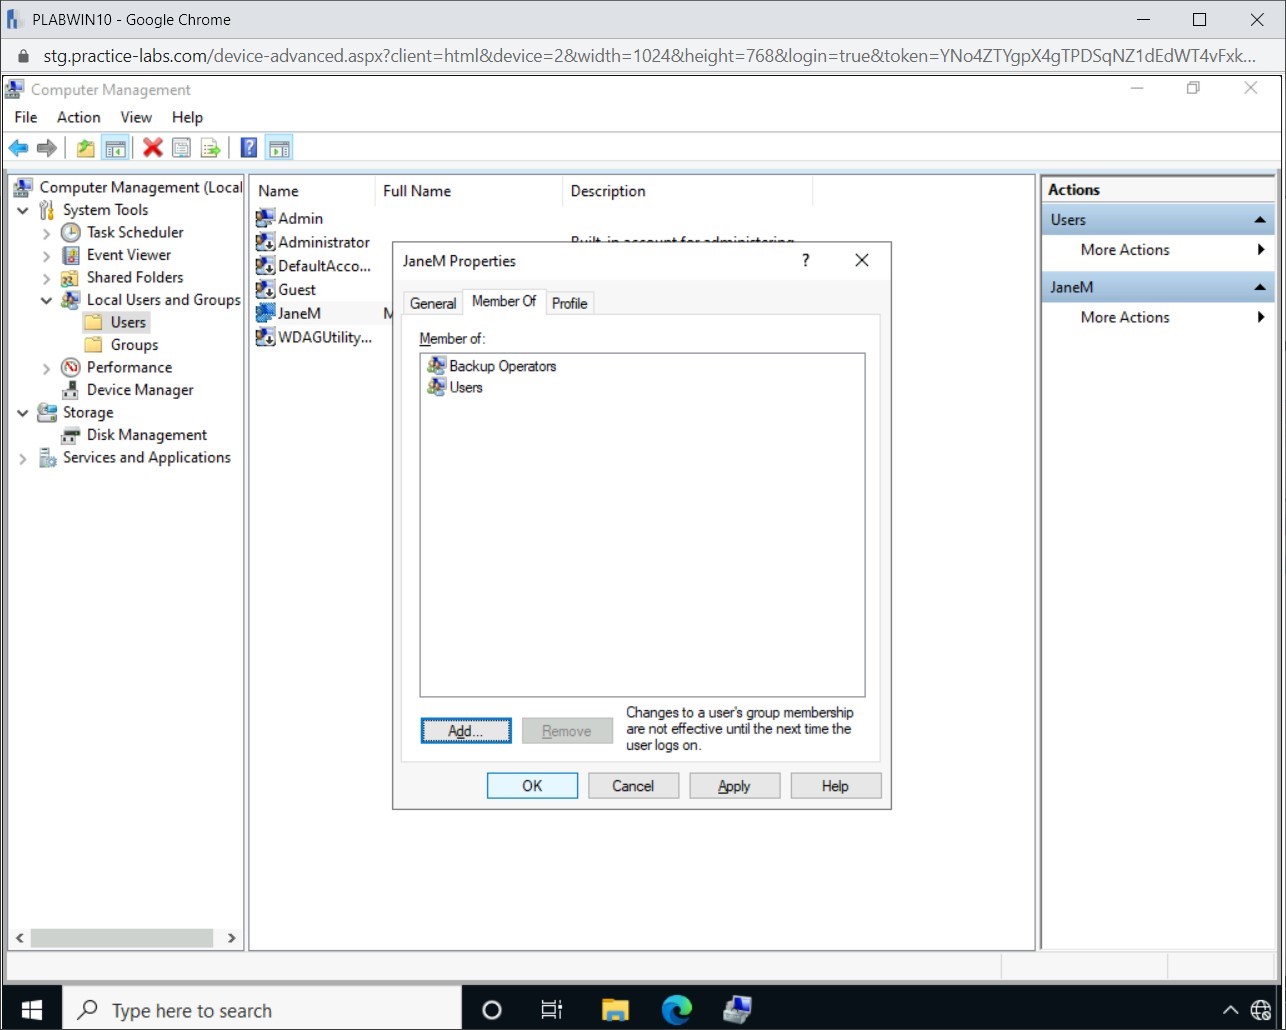 PLABWIN10 - Google Chrome
stg.practice-labs.com/device-advanced.aspx?client=html&device=2&width=1024&height=768&login=true&token=YNo4ZTYgpX4gTPDSqNZ1dEdWT4vFxk...
Computer Management
File Action View Help
Computer Management (Local
System Tools
Task Scheduler
Event Viewer
Shared Folders
Local Users and Groups
Users
Groups
Performance
Device Manager
Storage
Disk Management
Services and Applications
Name Full Name Description
Admin
Administrator Built-in account for administering
DefaultAcco...
Guest
JaneM M
WDAGUtility...
JaneM Properties
?
General Member Of Profile
Member of:
Backup Operators
Users
Add... Remove
Changes to a user's group membership
are not effective until the next time the
user logs on.
OK Cancel Apply Help
Actions
Users
More Actions
JaneM
More Actions
Type here to search